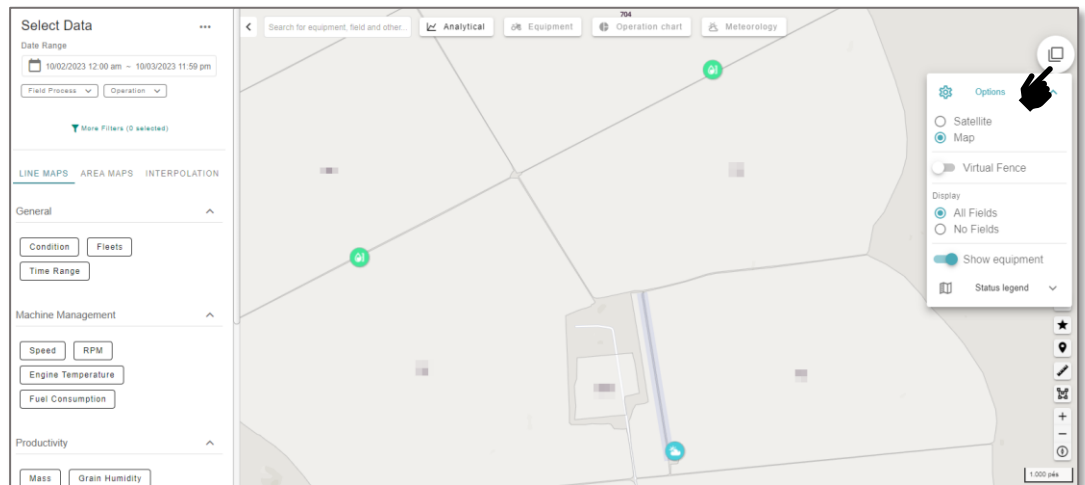 Select Data
Date Range
10/02/2023 12:00 am ~ 10/03/2023 11:59 pm
Field Process
Operation
More Filters (0 selected)
LINE MAPS AREA MAPS INTERPOLATION
General
Condition Fleets
Time Range
Machine Management
Speed RPM
Engine Temperature
Fuel Consumption
Productivity
Mass Grain Humidity
Search for equipment, field and other...
Analytical
Equipment
704
Operation chart
Meteorology
Options
Satellite
Map
Virtual Fence
Display
All Fields
No Fields
Show equipment
Status legend
1.000 pés